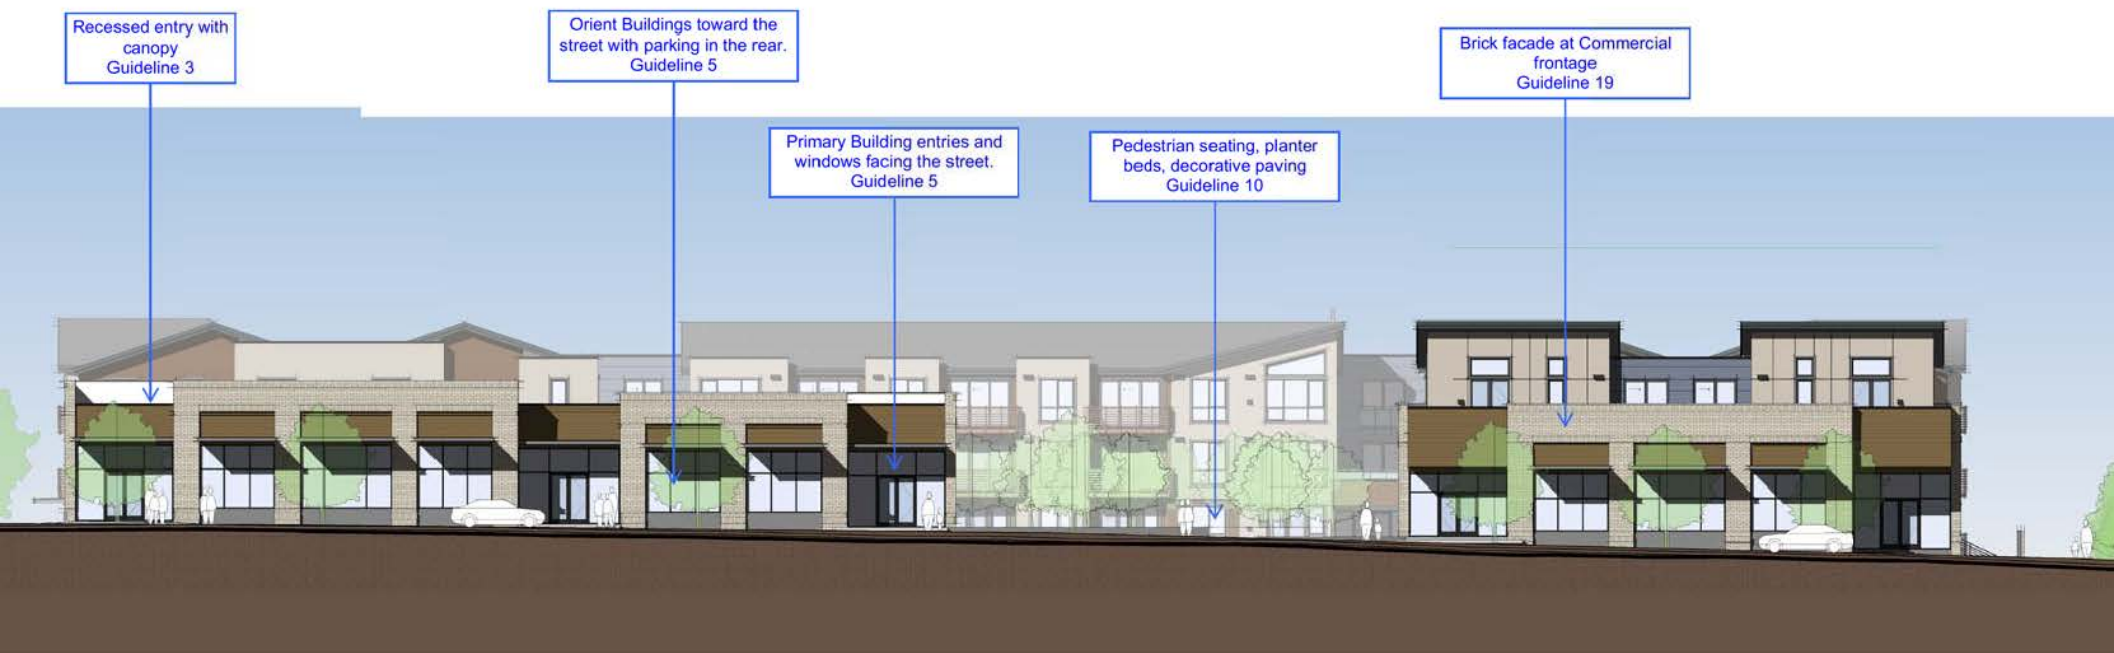 Recessed entry with
canopy
Guideline 3
Orient Buildings toward the
street with parking in the rear.
Guideline 5
Primary Building entries and
windows facing the street.
Guideline 5
Pedestrian seating, planter
beds, decorative paving
Guideline 10
Brick facade at Commercial
frontage
Guideline 19